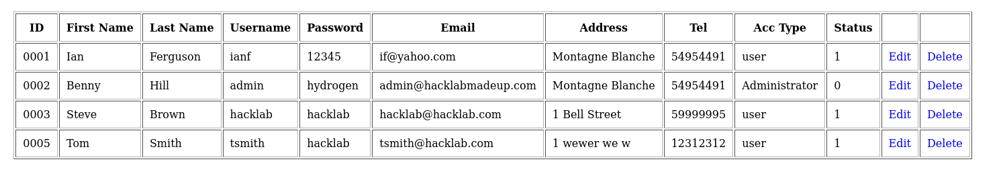 ID First Name Last Name Username Password Email Address Tel Acc Type Status
0001 Ian Ferguson ianf 12345 if@yahoo.com Montagne Blanche 54954491 user 1 Edit Delete
0002 Benny Hill admin hydrogen admin@hacklabmadeup.com Montagne Blanche 54954491 Administrator 0 Edit Delete
0003 Steve Brown hacklab hacklab hacklab@hacklab.com 1 Bell Street 59999995 user 1 Edit Delete
0005 Tom Smith tsmith hacklab tsmith@hacklab.com 1 wewer we w 12312312 user 1 Edit Delete